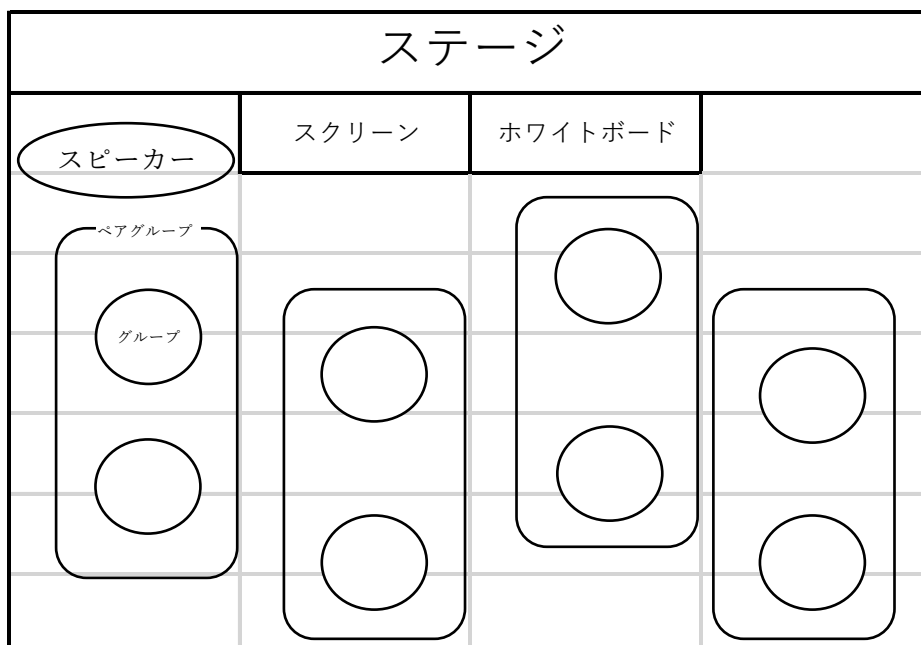 ステージ
スクリーン
ホワイトボード
スピーカー
ペアグループ
グループ